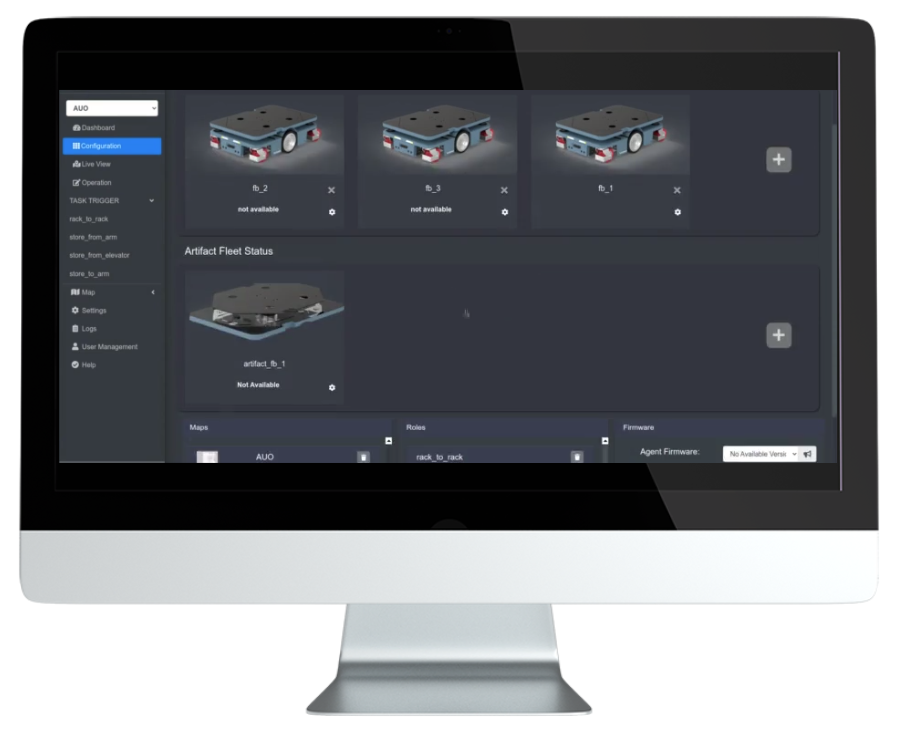 AUO
Dashboard
Configuration
Live View
Operation
TASK TRIGGER
rack_to_rack
store_from_arm
store_from_elevator
store_to_arm
Map
Settings
Logs
User Management
Help
fb_2
not available
fb_3
not available
fb_1
Artifact Fleet Status
artifact_fb_1
Not Available
Maps
AUO
Roles
rack_to_rack
Firmware
Agent Firmware:
No Available Versi